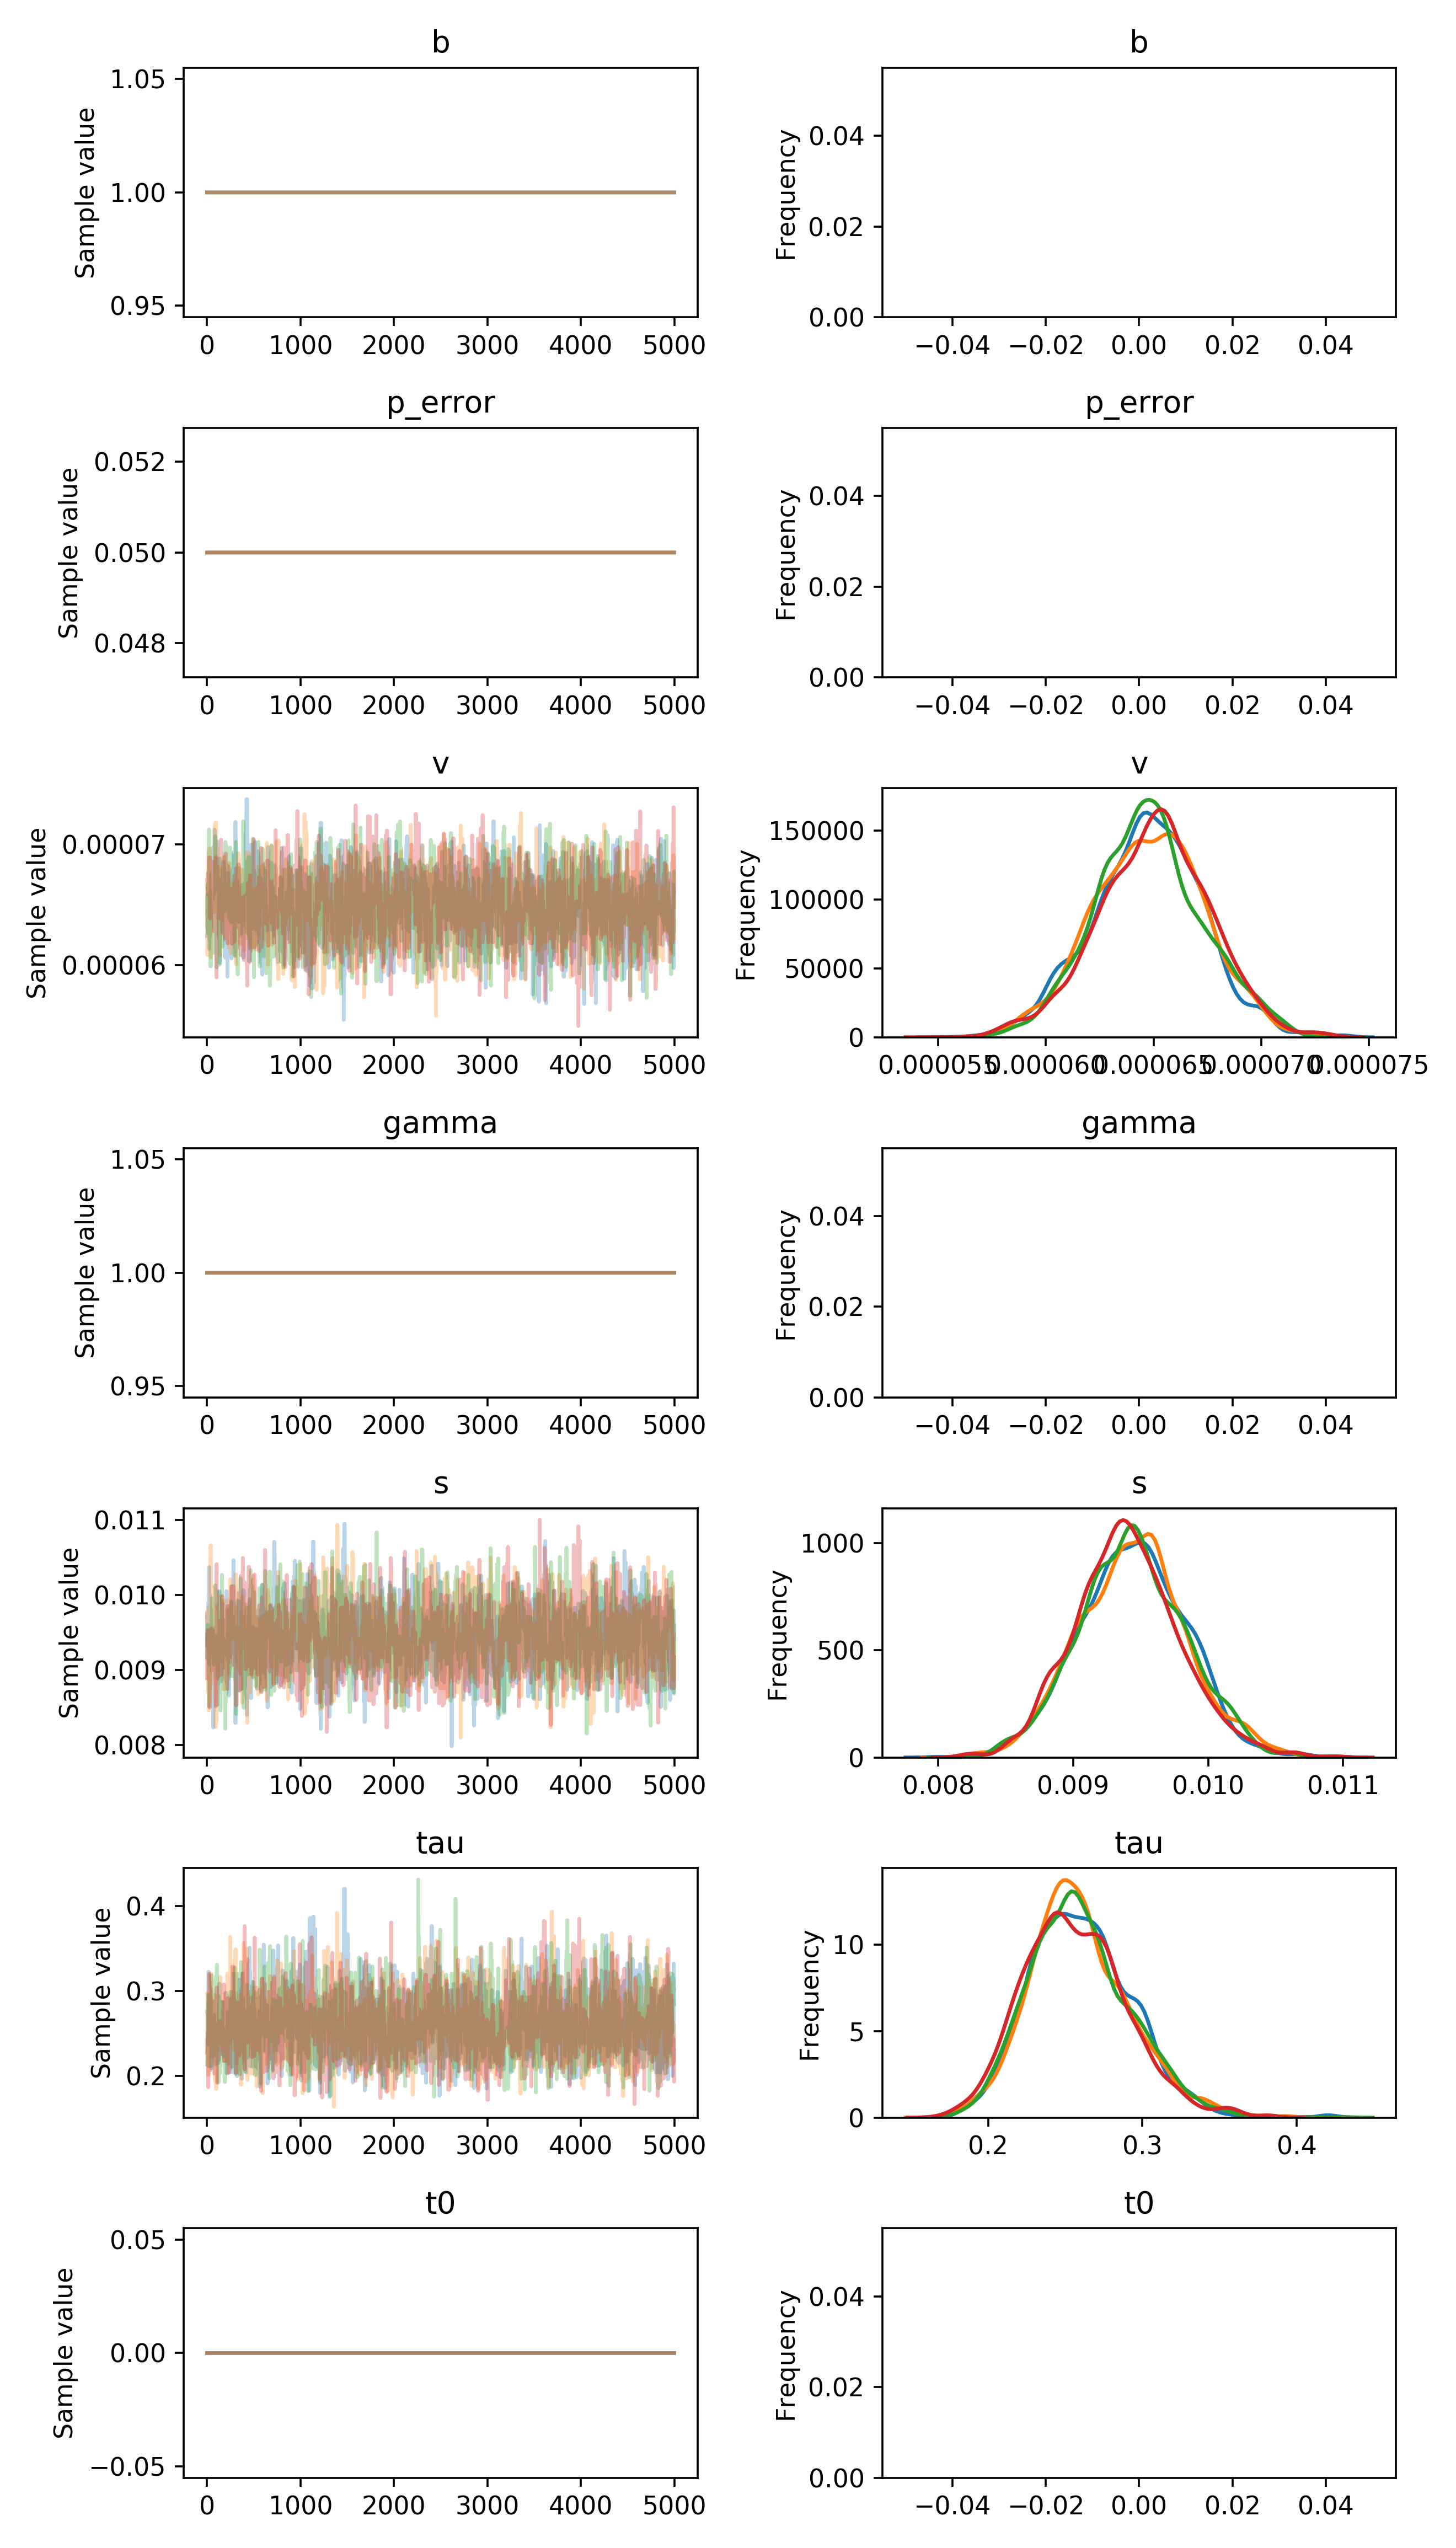 b
b
Sample value
1.05
1.00
0.95
0 1000 2000 3000 4000 5000
Frequency
0.04
0.02
0.00
−0.04 −0.02 0.00 0.02 0.04
p_error
p_error
Sample value
0.052
0.050
0.048
0 1000 2000 3000 4000 5000
Frequency
0.04
0.02
0.00
−0.04 −0.02 0.00 0.02 0.04
v
v
Sample value
0.00007
0.00006
0 1000 2000 3000 4000 5000
Frequency
150000
100000
50000
0
0.000055 0.000060 0.000065 0.000070 0.000075
gamma
gamma
Sample value
1.05
1.00
0.95
0 1000 2000 3000 4000 5000
Frequency
0.04
0.02
0.00
−0.04 −0.02 0.00 0.02 0.04
s
s
Sample value
0.011
0.010
0.009
0.008
0 1000 2000 3000 4000 5000
Frequency
1000
500
0
0.008 0.009 0.010 0.011
tau
tau
Sample value
0.4
0.3
0.2
0 1000 2000 3000 4000 5000
Frequency
10
5
0
0.2 0.3 0.4
t0
t0
Sample value
0.05
0.00
−0.05
0 1000 2000 3000 4000 5000
Frequency
0.04
0.02
0.00
−0.04 −0.02 0.00 0.02 0.04